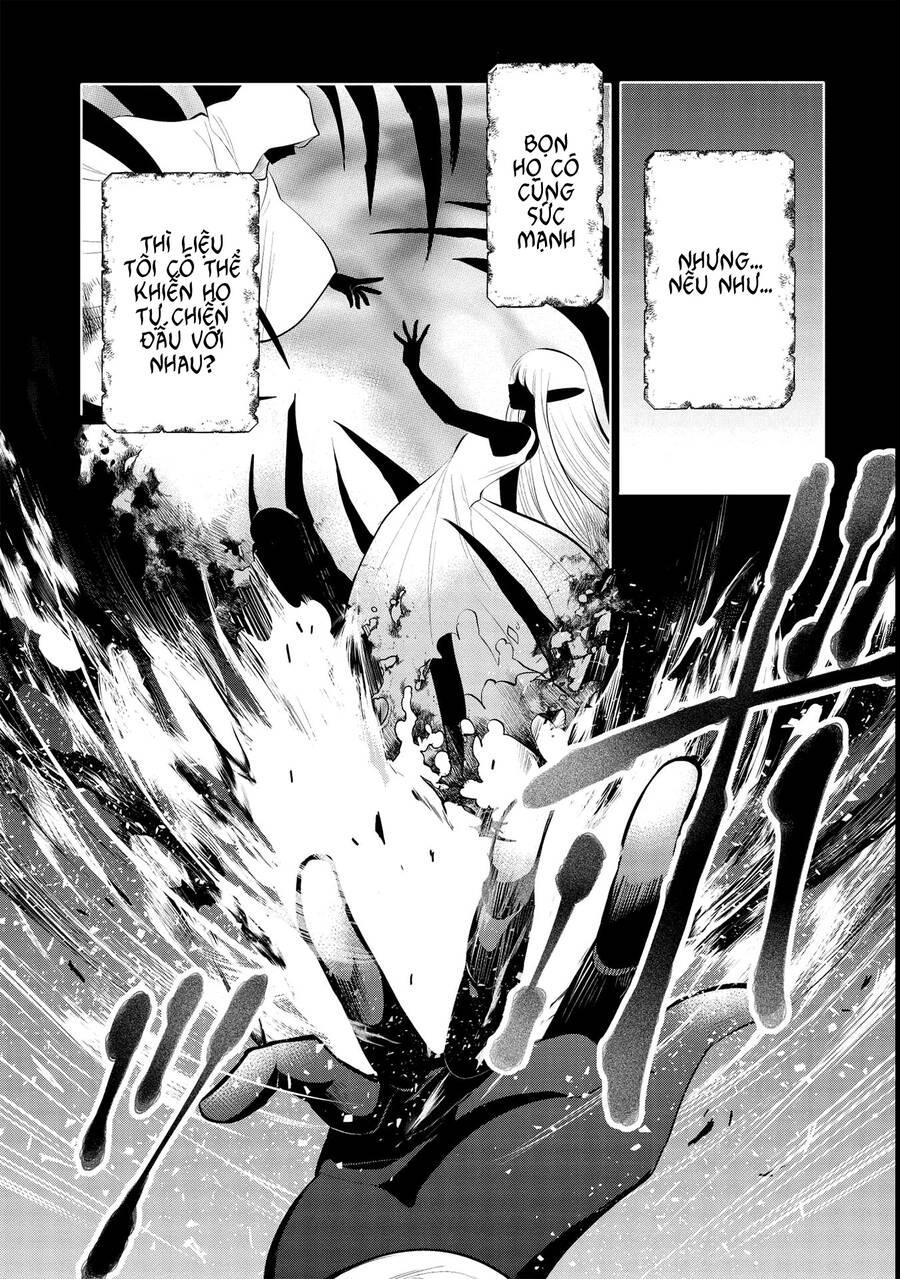 NHƯNG...
NẾU NHƯ...
BỌN
HỌ CÓ
CÙNG
SỨC
MẠNH
THÌ LIỆU
TÔI CÓ THỂ
KHIẾN HỌ
TỰ CHIẾN
ĐẤU VỚI
NHAU?